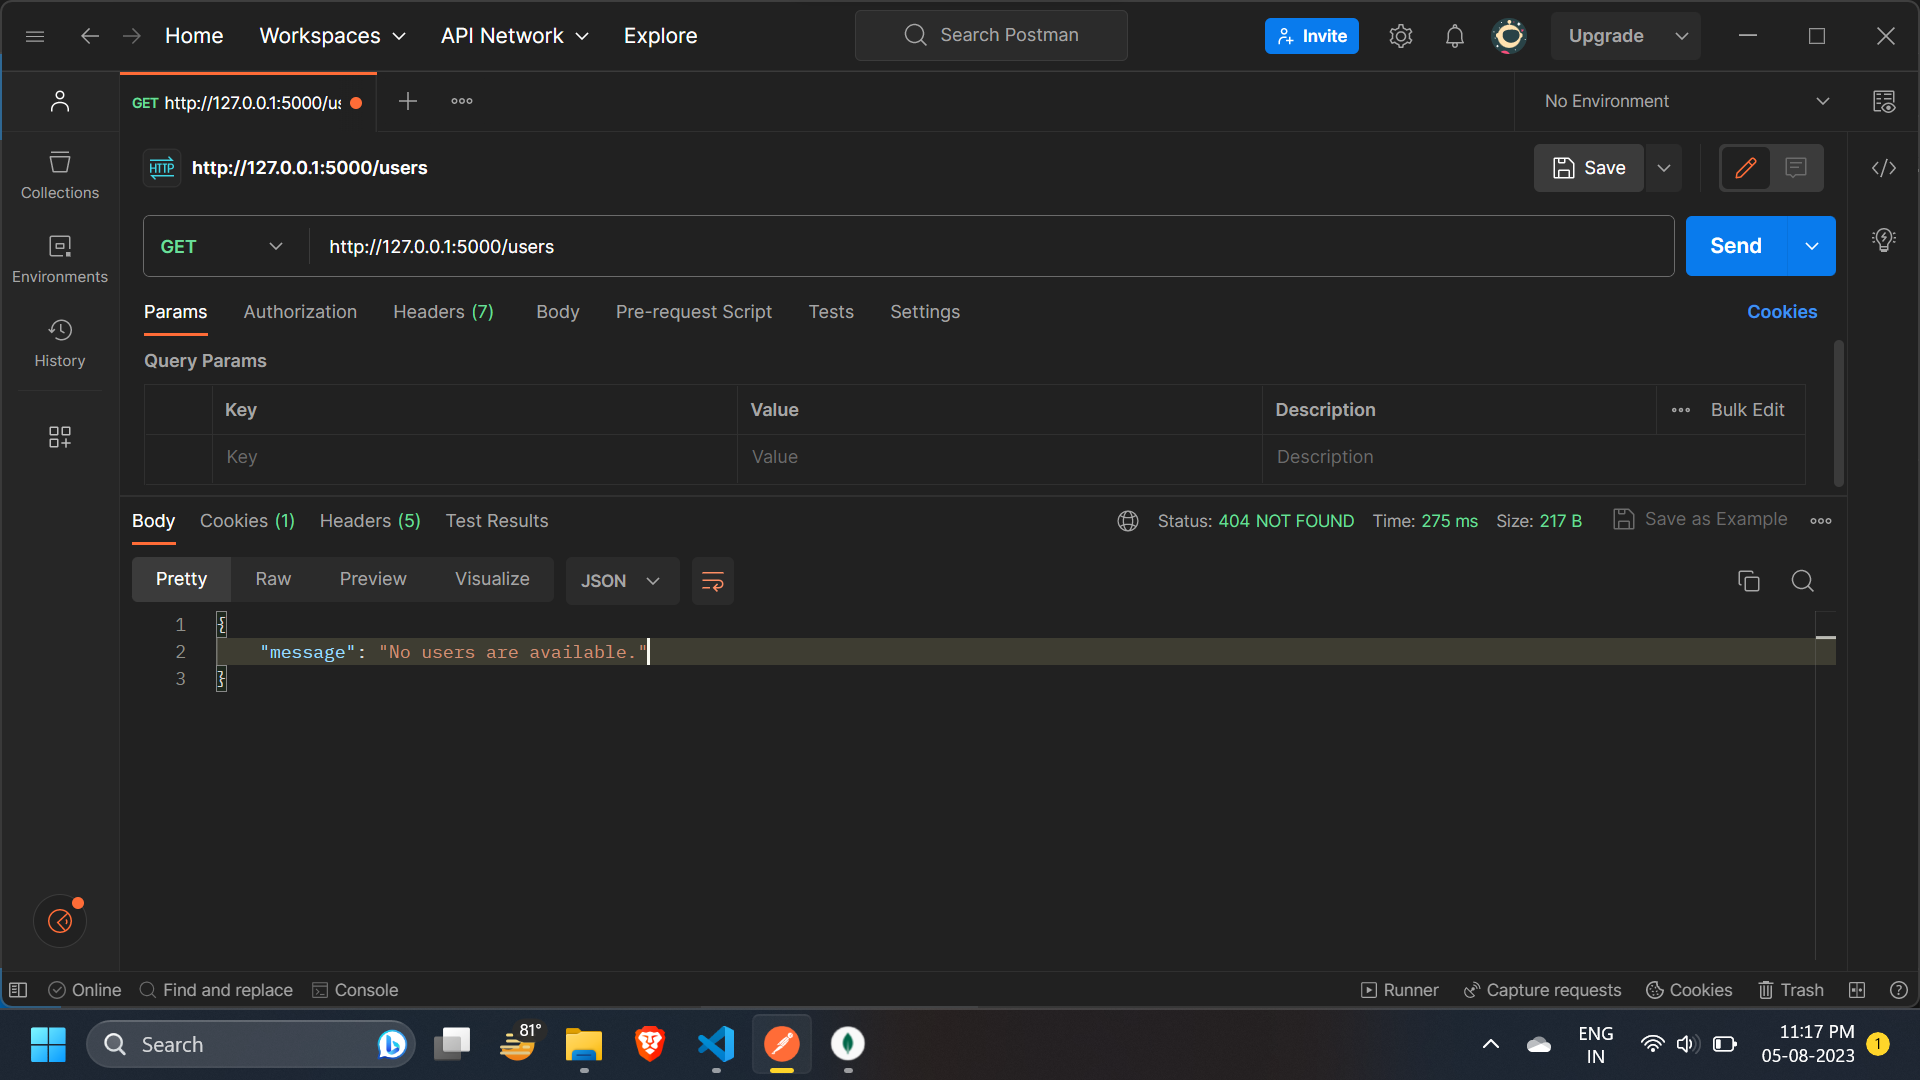 Home Workspaces API Network Explore Search Postman Invite Upgrade
GET http://127.0.0.1:5000/us No Environment
HTTP http://127.0.0.1:5000/users Save
Collections
GET http://127.0.0.1:5000/users Send
Environments
Params Authorization Headers (7) Body Pre-request Script Tests Settings Cookies
History
Query Params
Key Value Description Bulk Edit
Key Value Description
Body Cookies (1) Headers (5) Test Results Status: 404 NOT FOUND Time: 275 ms Size: 217 B Save as Example
Pretty Raw Preview Visualize JSON
1 {
2 "message": "No users are available."
3 }
Online Find and replace Console Runner Capture requests Cookies Trash
Search 81° ENG 11:17 PM
IN 05-08-2023 1